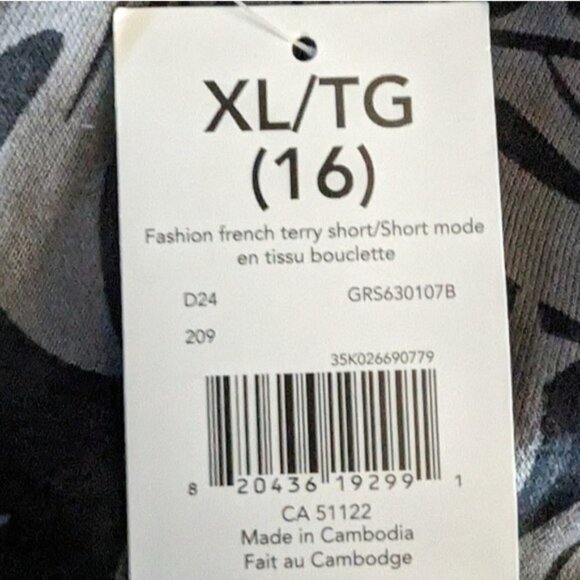 XL/TG
(16)
Fashion french terry short/Short mode
en tissu bouclette
D24 GRS630107B
209
35K026690779
8 20436 19299 1
CA 51122
Made in Cambodia
Fait au Cambodge